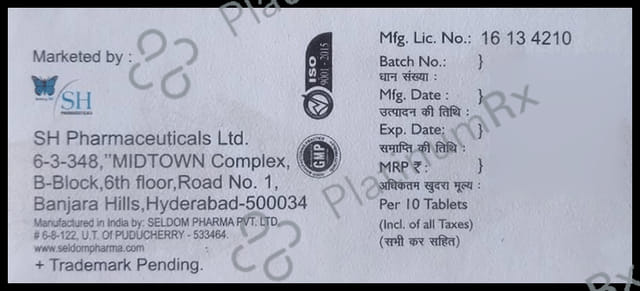 Marketed by :
SH
PHARMACEUTICALS
SH Pharmaceuticals Ltd.
6-3-348,"MIDTOWN Complex,
B-Block,6th floor,Road No. 1,
Banjara Hills,Hyderabad-500034
Manufactured in India by: SELDOM PHARMA PVT. LTD.
# 6-8-122, U.T. Of PUDUCHERRY - 533464.
www.seldompharma.com
+ Trademark Pending.
ISO
9001-2015
GMP
Mfg. Lic. No.: 16 13 4210
Batch No.: }
धान संख्या :
Mfg. Date : }
उत्पादन की तिथि :
Exp. Date: }
समाप्ति की तिथि :
MRP ₹ : }
अधिकतम खुदरा मूल्य :
Per 10 Tablets
(Incl. of all Taxes)
(सभी कर सहित)
PlatinumRx
PlatinumRx